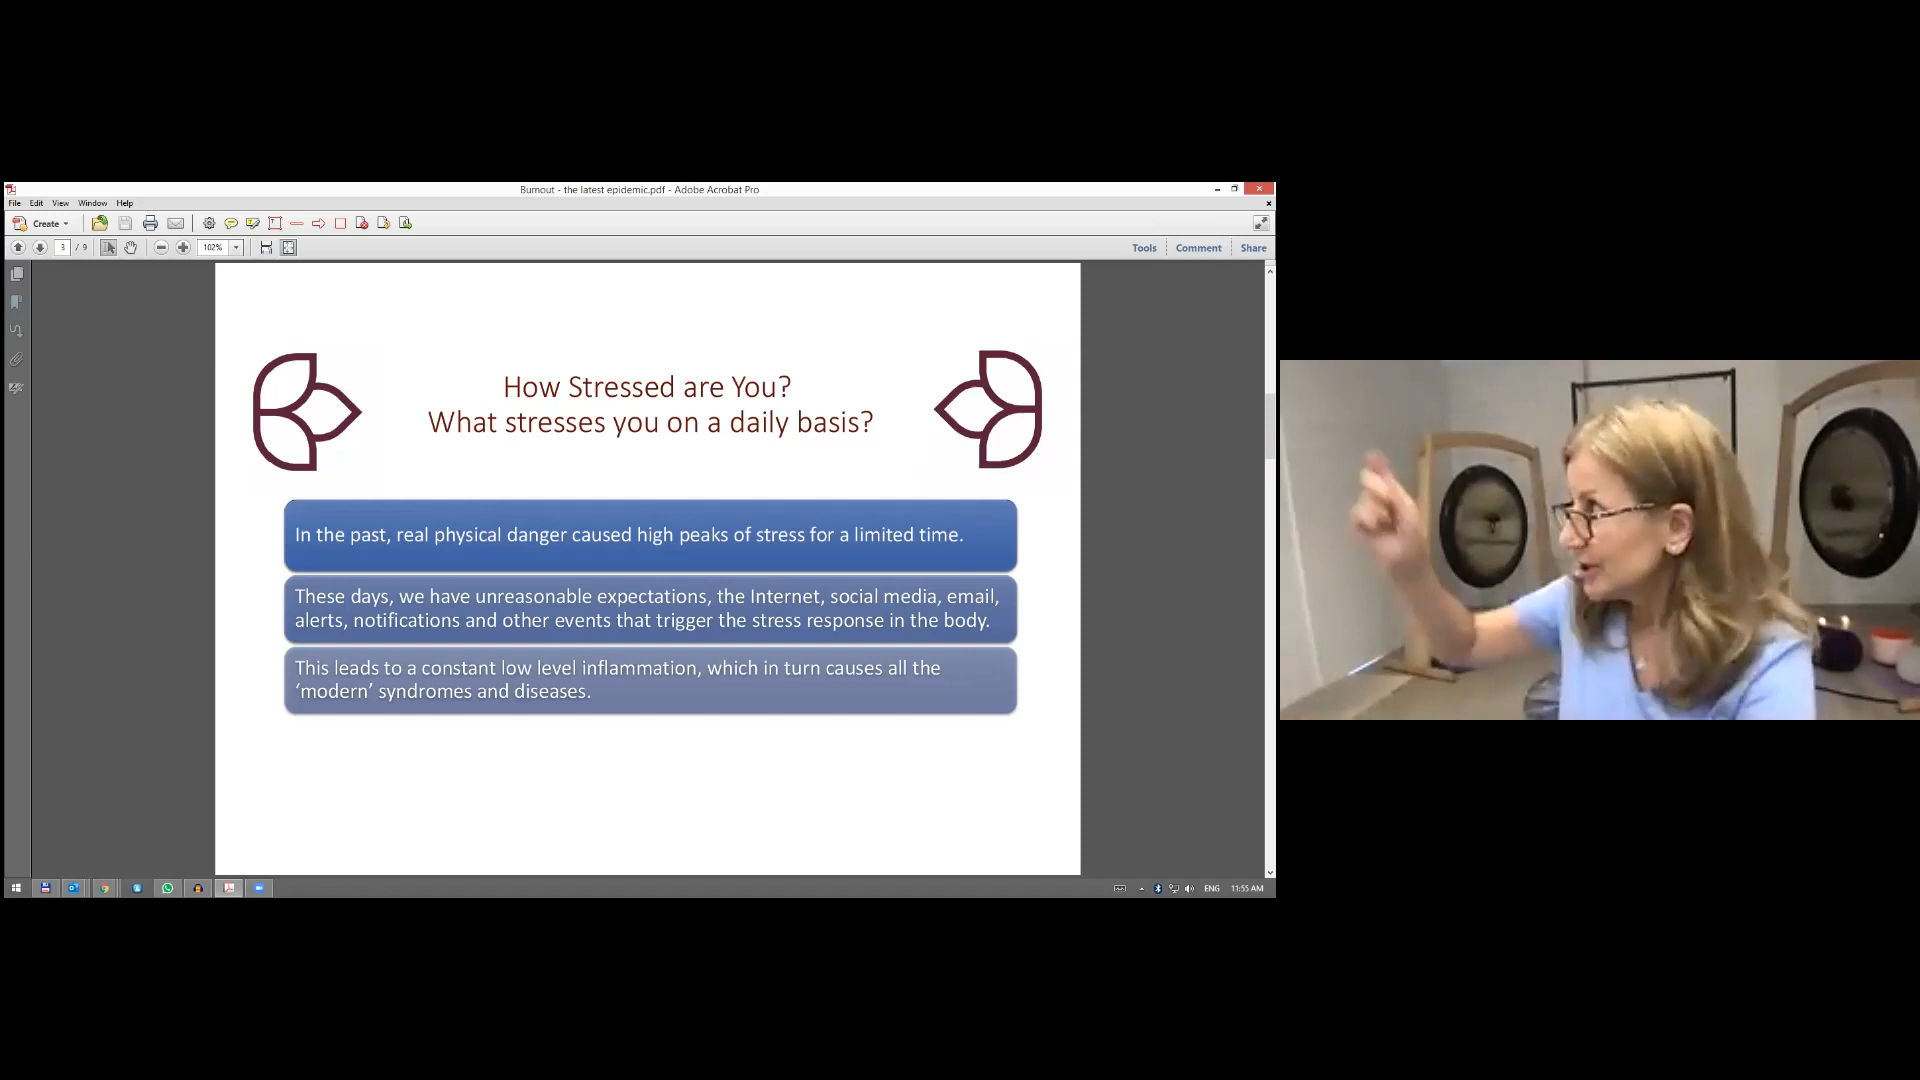 Burnout - the latest epidemic.pdf - Adobe Acrobat Pro
File Edit View Window Help
Create
3 / 9 102% Tools Comment Share
How Stressed are You?
What stresses you on a daily basis?
In the past, real physical danger caused high peaks of stress for a limited time.
These days, we have unreasonable expectations, the Internet, social media, email,
alerts, notifications and other events that trigger the stress response in the body.
This leads to a constant low level inflammation, which in turn causes all the
‘modern’ syndromes and diseases.
ENG 11:55 AM